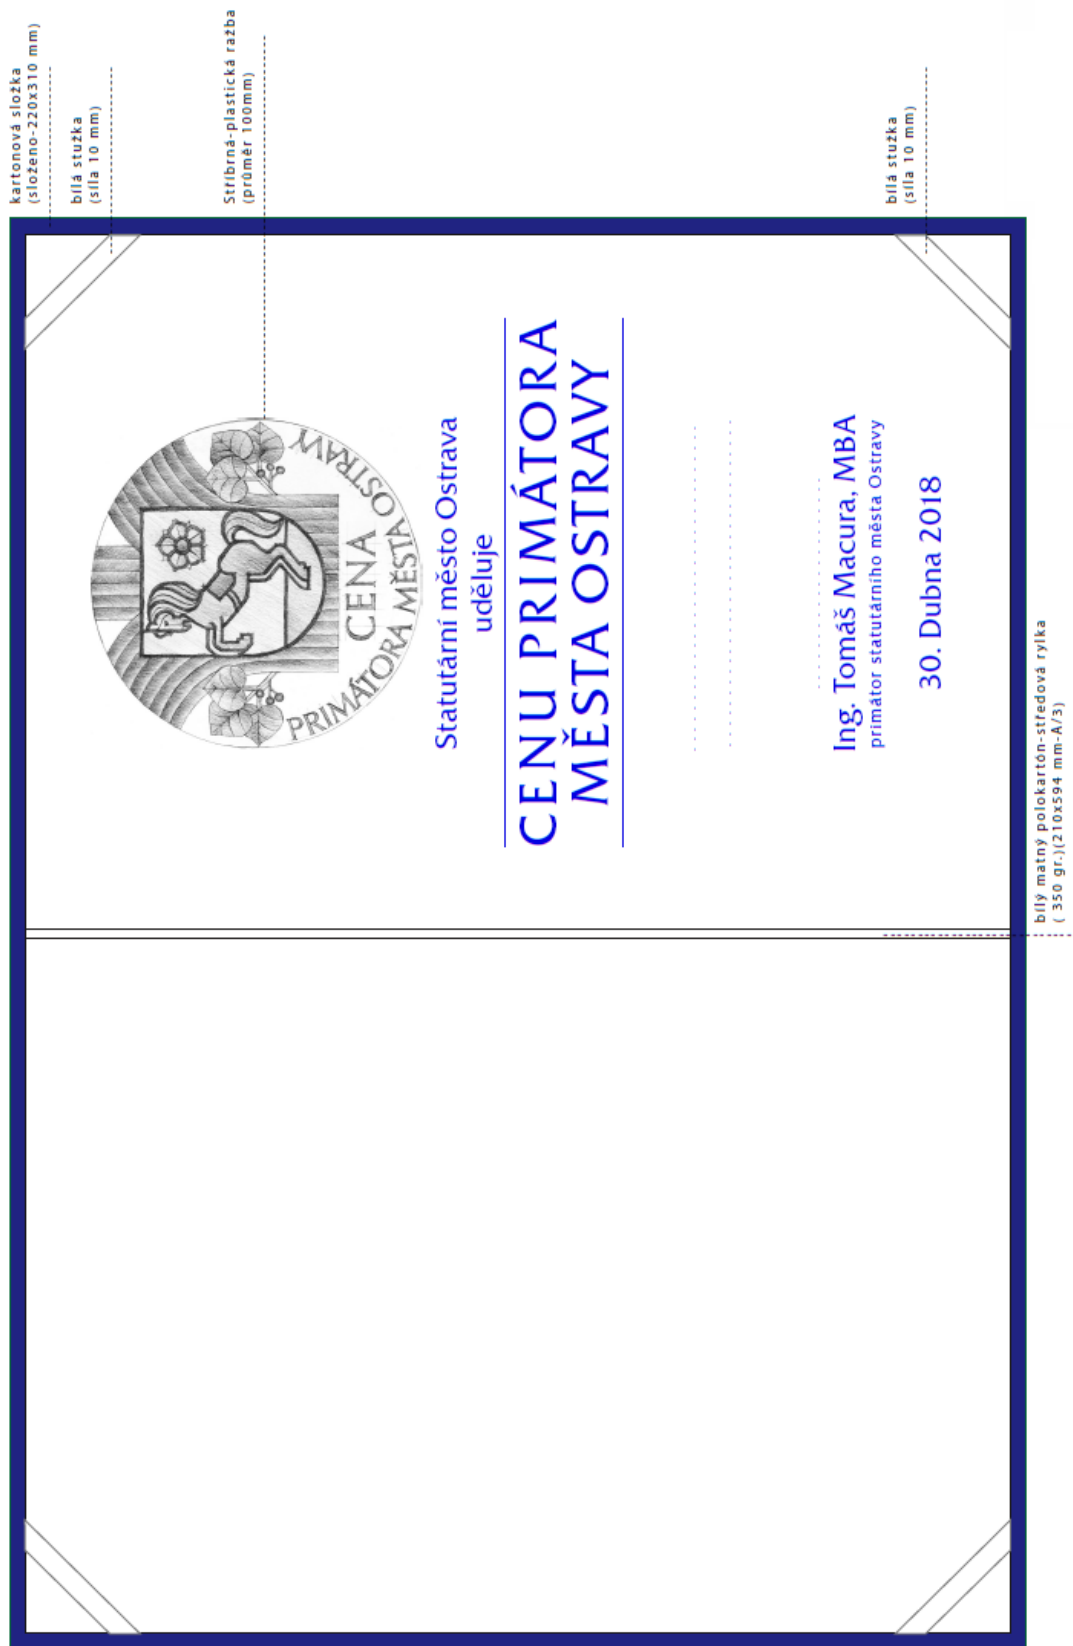 kartonová složka
(složeno-220x310 mm)
bílá stužka
(síla 10 mm)
Stříbrná-plastická ražba
(průměr 100mm)
bílá stužka
(síla 10 mm)
CENA
PRIMÁTORA MĚSTA OSTRAVY
Statutární město Ostrava
uděluje
CENU PRIMÁTORA
MĚSTA OSTRAVY
Ing. Tomáš Macura, MBA
primátor statutárního města Ostravy
30. Dubna 2018
bílý matný polokartón-středová rylka
( 350 gr.)(210x594 mm-A/3)